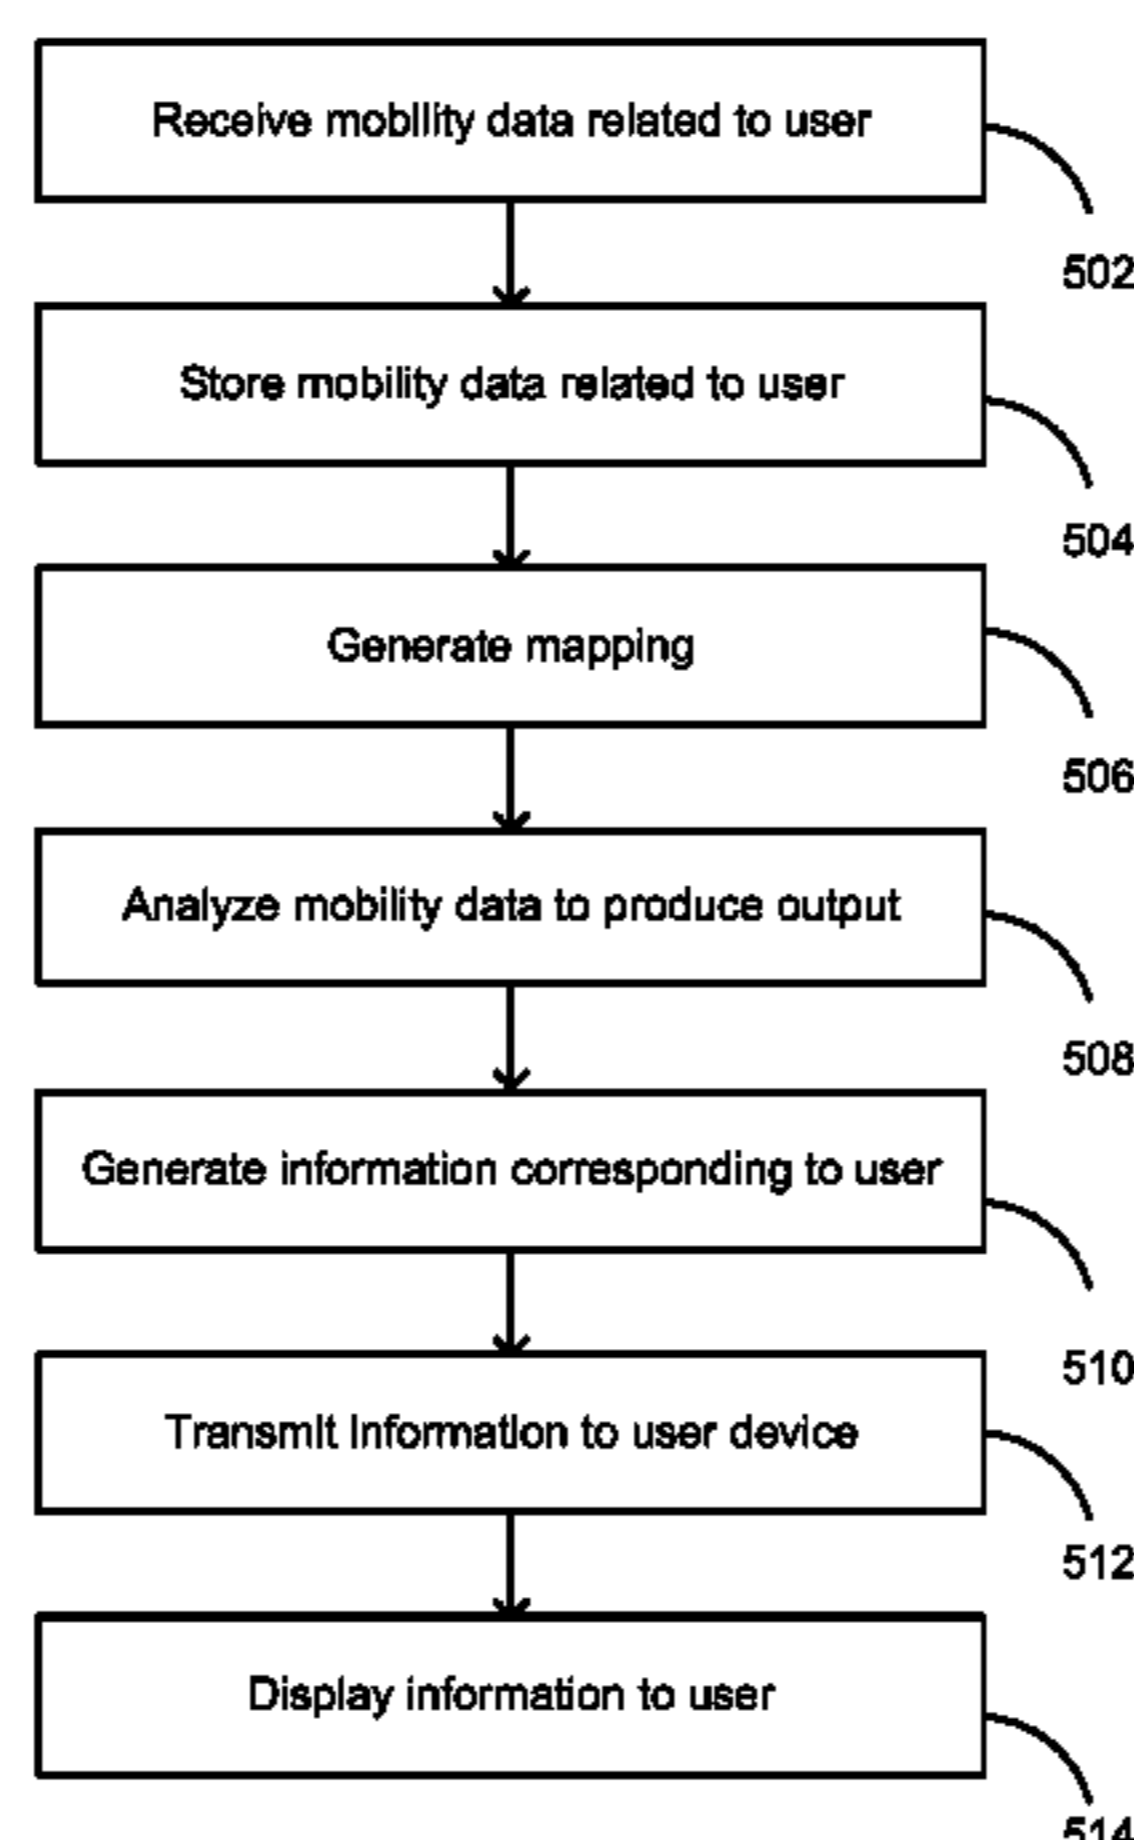 Receive mobility data related to user
502
Store mobility data related to user
504
Generate mapping
506
Analyze mobility data to produce output
508
Generate information corresponding to user
510
Transmit information to user device
512
Display information to user
514